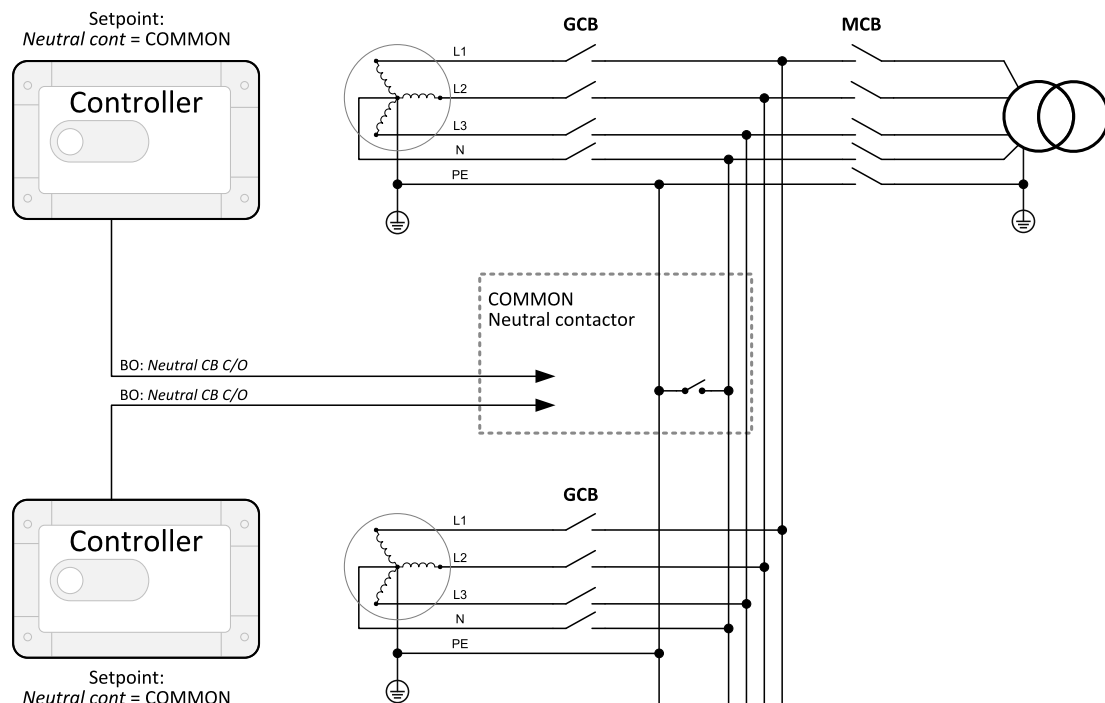 Setpoint:
Neutral cont = COMMON
Controller
GCB
MCB
L1
L2
L3
N
PE
COMMON
Neutral contactor
BO: Neutral CB C/O
BO: Neutral CB C/O
GCB
Controller
L1
L2
L3
N
PE
Setpoint:
Neutral cont = COMMON